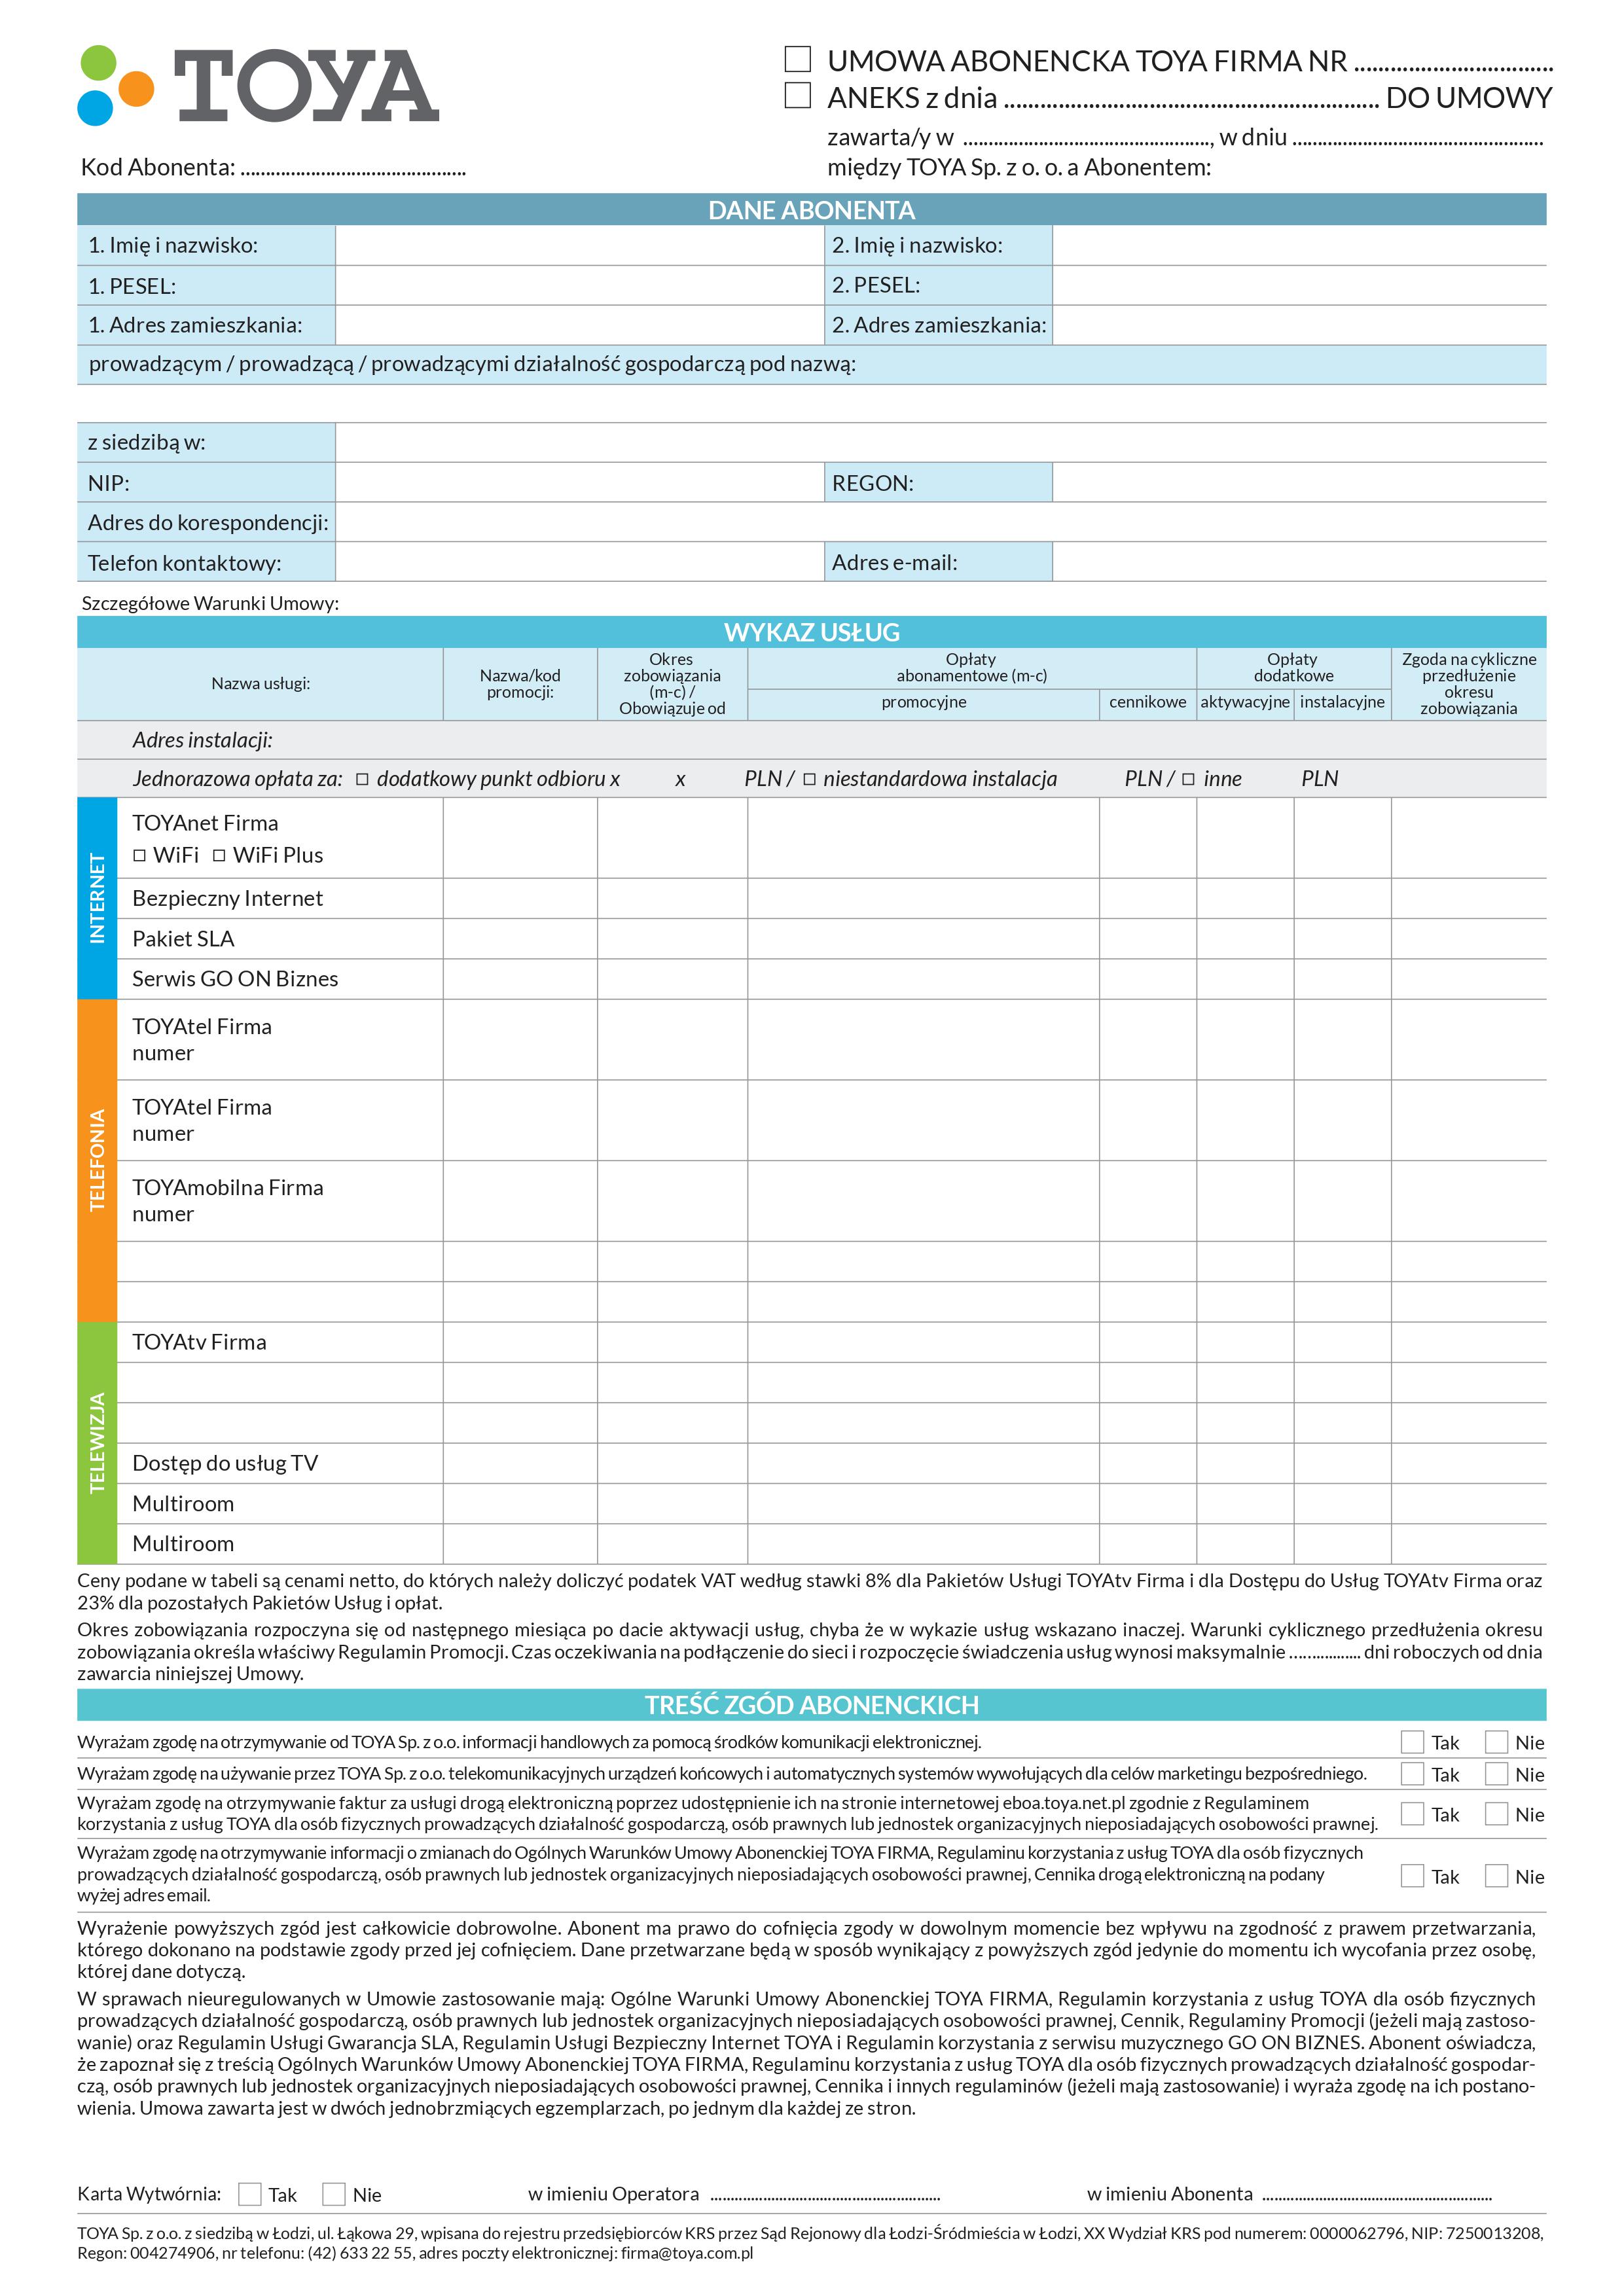 TOYA
UMOWA ABONENCKA TOYA FIRMA NR ..................................
ANEKS z dnia ............................................................... DO UMOWY
zawarta/y w ................................................, w dniu ................................................
Kod Abonenta: ............................................
między TOYA Sp. z o. o. a Abonentem:
DANE ABONENTA
1. Imię i nazwisko: 2. Imię i nazwisko:
1. PESEL: 2. PESEL:
1. Adres zamieszkania: 2. Adres zamieszkania:
prowadzącym / prowadzącą / prowadzącymi działalność gospodarczą pod nazwą:
z siedzibą w:
NIP: REGON:
Adres do korespondencji:
Telefon kontaktowy: Adres e-mail:
Szczegółowe Warunki Umowy:
WYKAZ USŁUG
Nazwa usługi:
Nazwa/kod
promocji:
Okres
zobowiązania
(m-c) /
Obowiązuje od
Opłaty
abonamentowe (m-c)
promocyjne
cennikowe
Opłaty
dodatkowe
aktywacyjne
instalacyjne
Zgoda na cykliczne
przedłużenie
okresu
zobowiązania
Adres instalacji:
Jednorazowa opłata za: □ dodatkowy punkt odbioru x x PLN / □ niestandardowa instalacja PLN / □ inne PLN
INTERNET
TOYAnet Firma
□ WiFi □ WiFi Plus
Bezpieczny Internet
Pakiet SLA
Serwis GO ON Biznes
TELEFONIA
TOYAtel Firma
numer
TOYAtel Firma
numer
TOYAmobilna Firma
numer
TELEWIZJA
TOYAtv Firma
Dostęp do usług TV
Multiroom
Multiroom
Ceny podane w tabeli są cenami netto, do których należy doliczyć podatek VAT według stawki 8% dla Pakietów Usługi TOYAtv Firma i dla Dostępu do Usług TOYAtv Firma oraz
23% dla pozostałych Pakietów Usług i opłat.
Okres zobowiązania rozpoczyna się od następnego miesiąca po dacie aktywacji usług, chyba że w wykazie usług wskazano inaczej. Warunki cyklicznego przedłużenia okresu
zobowiązania określa właściwy Regulamin Promocji. Czas oczekiwania na podłączenie do sieci i rozpoczęcie świadczenia usług wynosi maksymalnie ................ dni roboczych od dnia
zawarcia niniejszej Umowy.
TREŚĆ ZGÓD ABONENCKICH
Wyrażam zgodę na otrzymywanie od TOYA Sp. z o.o. informacji handlowych za pomocą środków komunikacji elektronicznej. Tak Nie
Wyrażam zgodę na używanie przez TOYA Sp. z o.o. telekomunikacyjnych urządzeń końcowych i automatycznych systemów wywołujących dla celów marketingu bezpośredniego. Tak Nie
Wyrażam zgodę na otrzymywanie faktur za usługi drogą elektroniczną poprzez udostępnienie ich na stronie internetowej eboa.toya.net.pl zgodnie z Regulaminem
korzystania z usług TOYA dla osób fizycznych prowadzących działalność gospodarczą, osób prawnych lub jednostek organizacyjnych nieposiadających osobowości prawnej. Tak Nie
Wyrażam zgodę na otrzymywanie informacji o zmianach do Ogólnych Warunków Umowy Abonenckiej TOYA FIRMA, Regulaminu korzystania z usług TOYA dla osób fizycznych
prowadzących działalność gospodarczą, osób prawnych lub jednostek organizacyjnych nieposiadających osobowości prawnej, Cennika drogą elektroniczną na podany Tak Nie
wyżej adres email.
Wyrażenie powyższych zgód jest całkowicie dobrowolne. Abonent ma prawo do cofnięcia zgody w dowolnym momencie bez wpływu na zgodność z prawem przetwarzania,
którego dokonano na podstawie zgody przed jej cofnięciem. Dane przetwarzane będą w sposób wynikający z powyższych zgód jedynie do momentu ich wycofania przez osobę,
której dane dotyczą.
W sprawach nieuregulowanych w Umowie zastosowanie mają: Ogólne Warunki Umowy Abonenckiej TOYA FIRMA, Regulamin korzystania z usług TOYA dla osób fizycznych
prowadzących działalność gospodarczą, osób prawnych lub jednostek organizacyjnych nieposiadających osobowości prawnej, Cennik, Regulaminy Promocji (jeżeli mają zastoso-
wanie) oraz Regulamin Usługi Gwarancja SLA, Regulamin Usługi Bezpieczny Internet TOYA i Regulamin korzystania z serwisu muzycznego GO ON BIZNES. Abonent oświadcza,
że zapoznał się z treścią Ogólnych Warunków Umowy Abonenckiej TOYA FIRMA, Regulaminu korzystania z usług TOYA dla osób fizycznych prowadzących działalność gospodar-
czą, osób prawnych lub jednostek organizacyjnych nieposiadających osobowości prawnej, Cennika i innych regulaminów (jeżeli mają zastosowanie) i wyraża zgodę na ich postano-
wienia. Umowa zawarta jest w dwóch jednobrzmiących egzemplarzach, po jednym dla każdej ze stron.
Karta Wytwórnia: Tak Nie w imieniu Operatora .................................................. w imieniu Abonenta ..................................................
TOYA Sp. z o.o. z siedzibą w Łodzi, ul. Łąkowa 29, wpisana do rejestru przedsiębiorców KRS przez Sąd Rejonowy dla Łodzi-Śródmieścia w Łodzi, XX Wydział KRS pod numerem: 0000062796, NIP: 7250013208,
Regon: 004274906, nr telefonu: (42) 633 22 55, adres poczty elektronicznej: firma@toya.com.pl